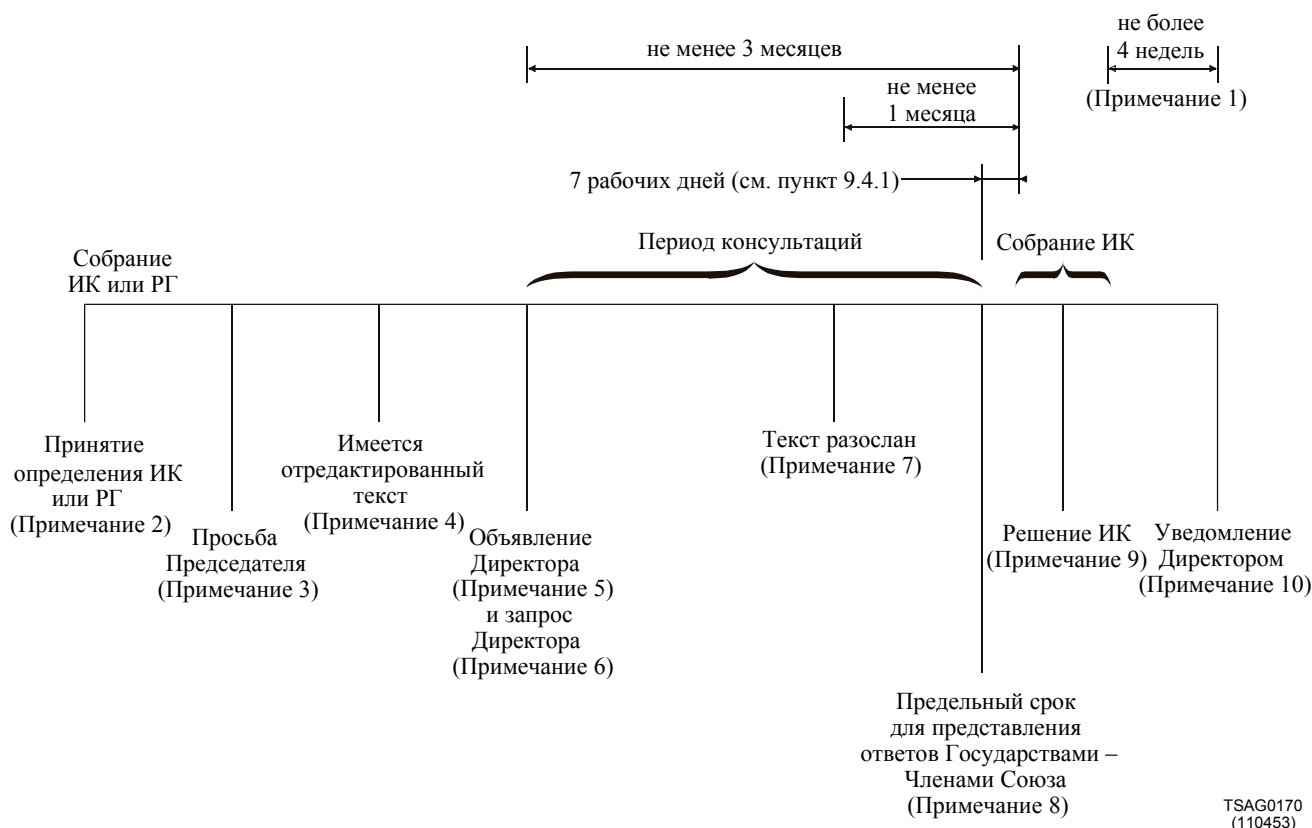 не менее 3 месяцев
не более
4 недель
(Примечание 1)
не менее
1 месяца
7 рабочих дней (см. пункт 9.4.1)
Собрание
ИК или РГ
Период консультаций
Собрание ИК
Принятие
определения ИК
или РГ
(Примечание 2)
Просьба
Председателя
(Примечание 3)
Имеется
отредактированный
текст
(Примечание 4)
Объявление
Директора
(Примечание 5)
и запрос
Директора
(Примечание 6)
Текст разослан
(Примечание 7)
Предельный срок
для представления
ответов Государствами –
Членами Союза
(Примечание 8)
Решение ИК
(Примечание 9)
Уведомление
Директором
(Примечание 10)
TSAG0170
(110453)